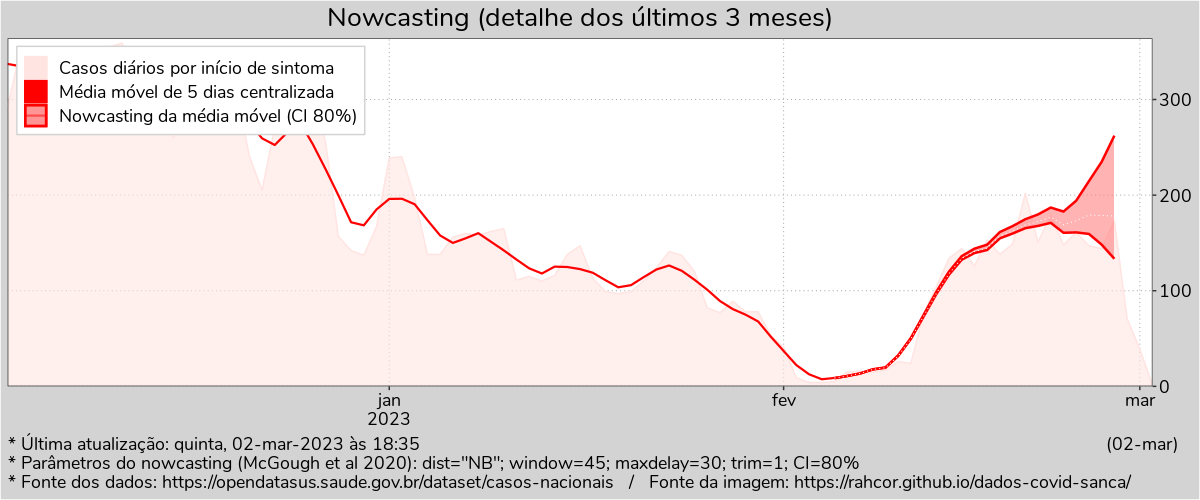 Nowcasting (detalhe dos últimos 3 meses)
Casos diários por início de sintoma
Média móvel de 5 dias centralizada
Nowcasting da média móvel (CI 80%)
300
200
100
0
jan
2023
fev
mar
* Última atualização: quinta, 02-mar-2023 às 18:35
(02-mar)
* Parâmetros do nowcasting (McGough et al 2020): dist="NB"; window=45; maxdelay=30; trim=1; CI=80%
* Fonte dos dados: https://opendatasus.saude.gov.br/dataset/casos-nacionais / Fonte da imagem: https://rahcor.github.io/dados-covid-sanca/